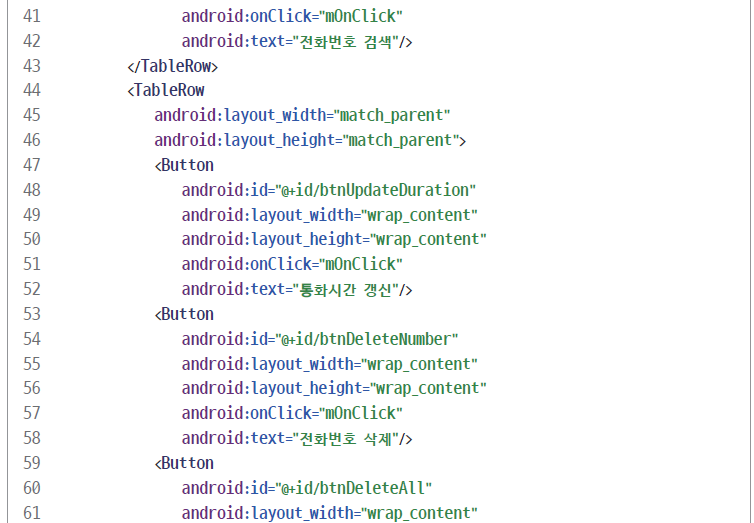 41 android:onClick="mOnClick"
42 android:text="전화번호 검색"/>
43 </TableRow>
44 <TableRow
45 android:layout_width="match_parent"
46 android:layout_height="match_parent">
47 <Button
48 android:id="@+id/btnUpdateDuration"
49 android:layout_width="wrap_content"
50 android:layout_height="wrap_content"
51 android:onClick="mOnClick"
52 android:text="통화시간 갱신"/>
53 <Button
54 android:id="@+id/btnDeleteNumber"
55 android:layout_width="wrap_content"
56 android:layout_height="wrap_content"
57 android:onClick="mOnClick"
58 android:text="전화번호 삭제"/>
59 <Button
60 android:id="@+id/btnDeleteAll"
61 android:layout_width="wrap_content"